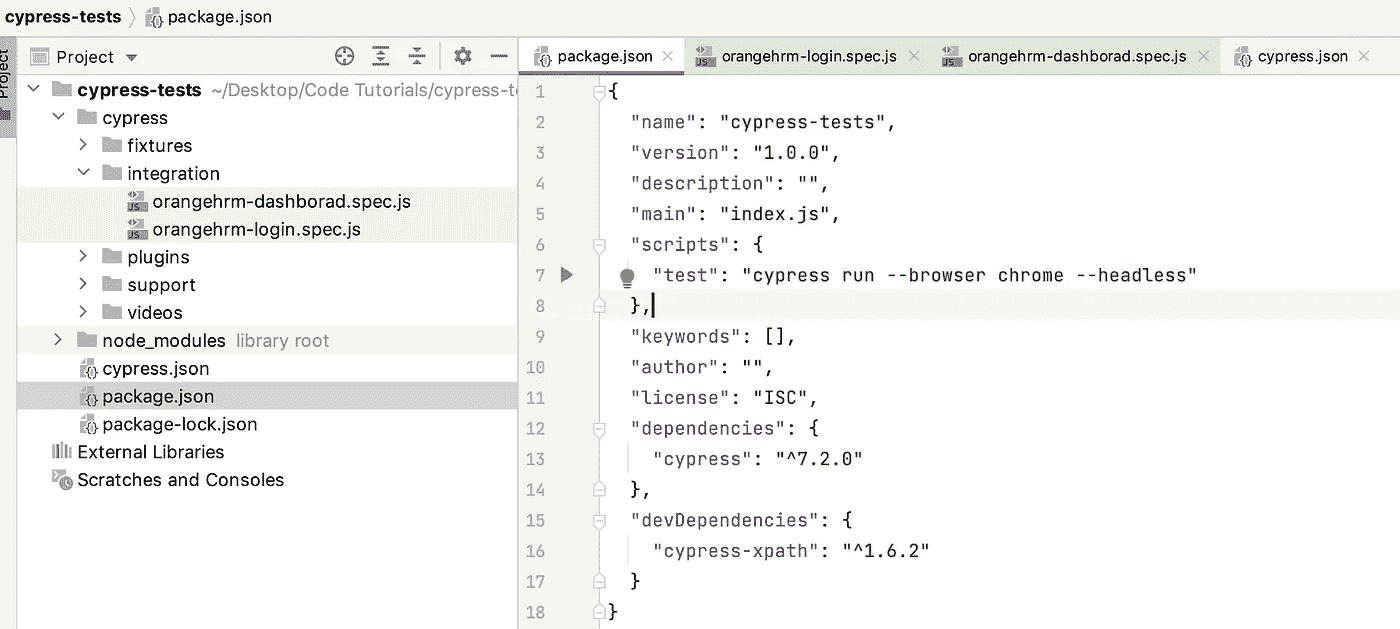 cypress-tests package.json
Project
Project
package.json
orangehrm-login.spec.js
orangehrm-dashborad.spec.js
cypress.json
cypress-tests ~/Desktop/Code Tutorials/cypress-t
cypress
fixtures
integration
orangehrm-dashborad.spec.js
orangehrm-login.spec.js
plugins
support
videos
node_modules library root
cypress.json
package.json
package-lock.json
External Libraries
Scratches and Consoles
1 {
2 "name": "cypress-tests",
3 "version": "1.0.0",
4 "description": "",
5 "main": "index.js",
6 "scripts": {
7 "test": "cypress run --browser chrome --headless"
8 },
9 "keywords": [],
10 "author": "",
11 "license": "ISC",
12 "dependencies": {
13 "cypress": "^7.2.0"
14 },
15 "devDependencies": {
16 "cypress-xpath": "^1.6.2"
17 }
18 }